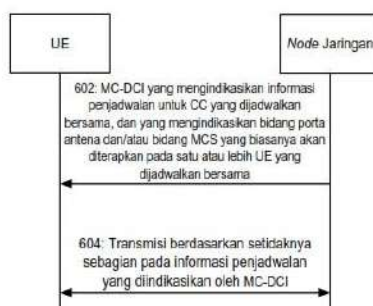 UE
Node Jaringan
602: MC-DCI yang mengindikasikan informasi
penjadwalan untuk CC yang dijadwalkan
bersama, dan yang mengindikasikan bidang porta
antena dan/atau bidang MCS yang biasanya akan
diterapkan pada satu atau lebih UE yang
dijadwalkan bersama
604: Transmisi berdasarkan setidaknya
sebagian pada informasi penjadwalan
yang diindikasikan oleh MC-DCI